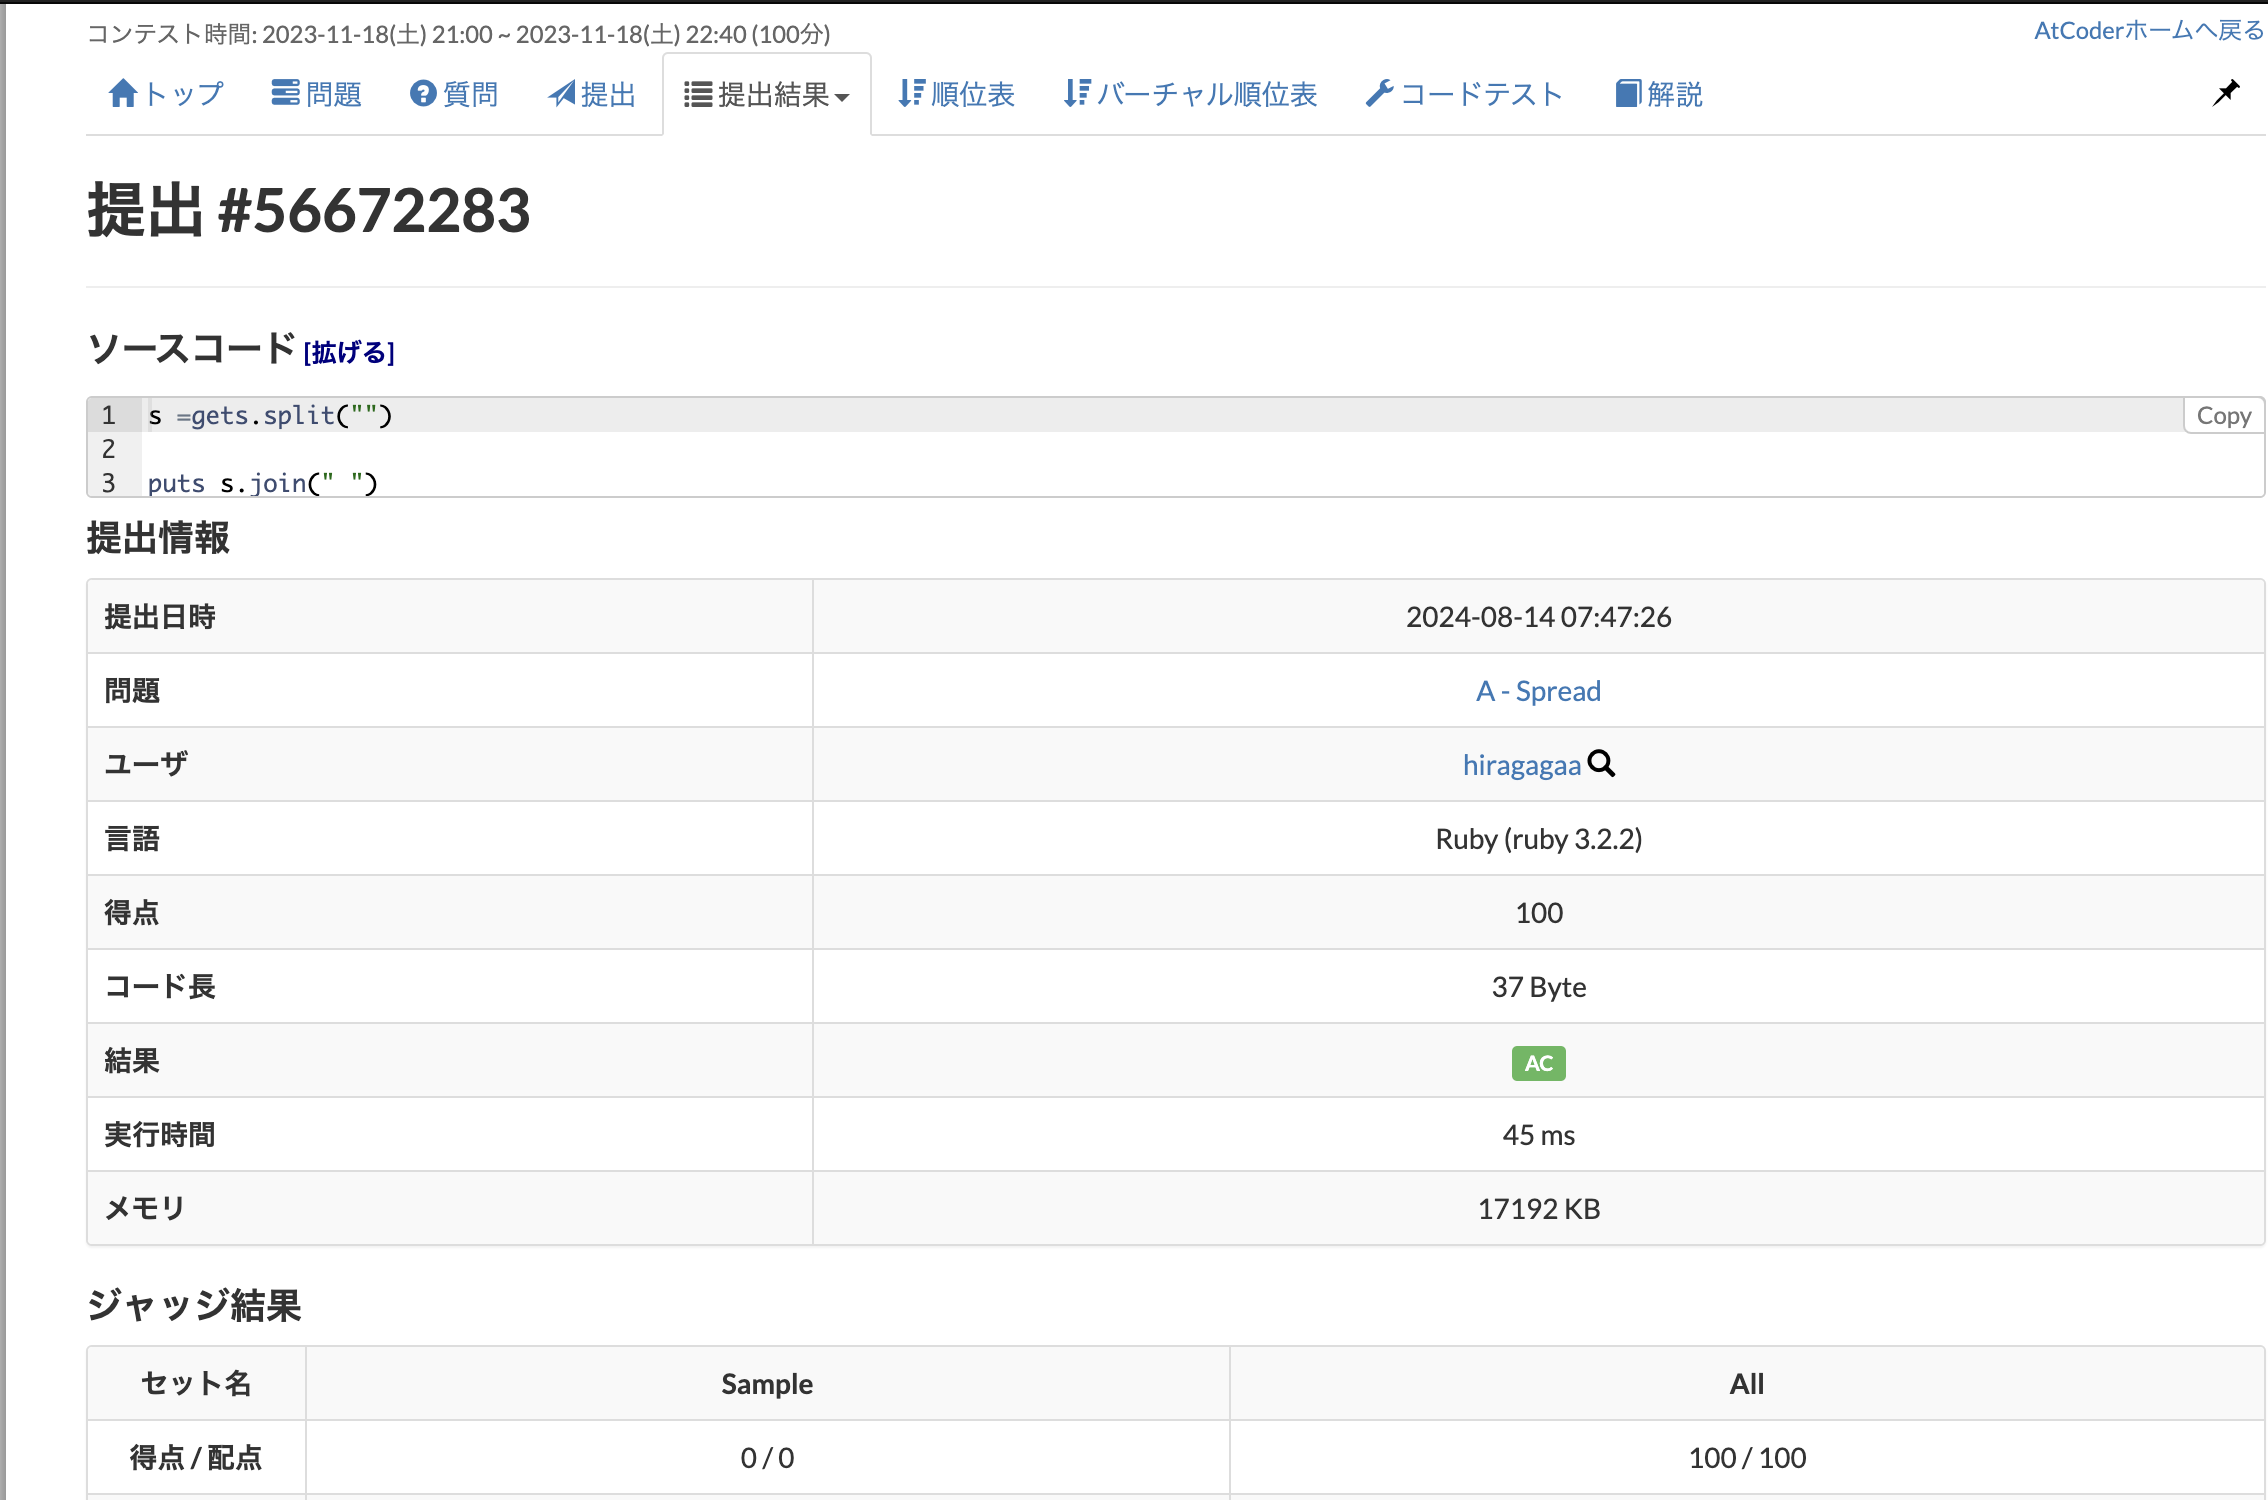 コンテスト時間: 2023-11-18(土) 21:00 ~ 2023-11-18(土) 22:40 (100分)
AtCoderホームへ戻る
トップ 問題 質問 提出 提出結果 順位表 バーチャル順位表 コードテスト 解説
提出 #56672283
ソースコード [拡げる]
Copy
1 s =gets.split("")
2
3 puts s.join(" ")
提出情報
提出日時 2024-08-14 07:47:26
問題 A - Spread
ユーザ hiragagaa
言語 Ruby (ruby 3.2.2)
得点 100
コード長 37 Byte
結果 AC
実行時間 45 ms
メモリ 17192 KB
ジャッジ結果
セット名 Sample All
得点 / 配点 0 / 0 100 / 100